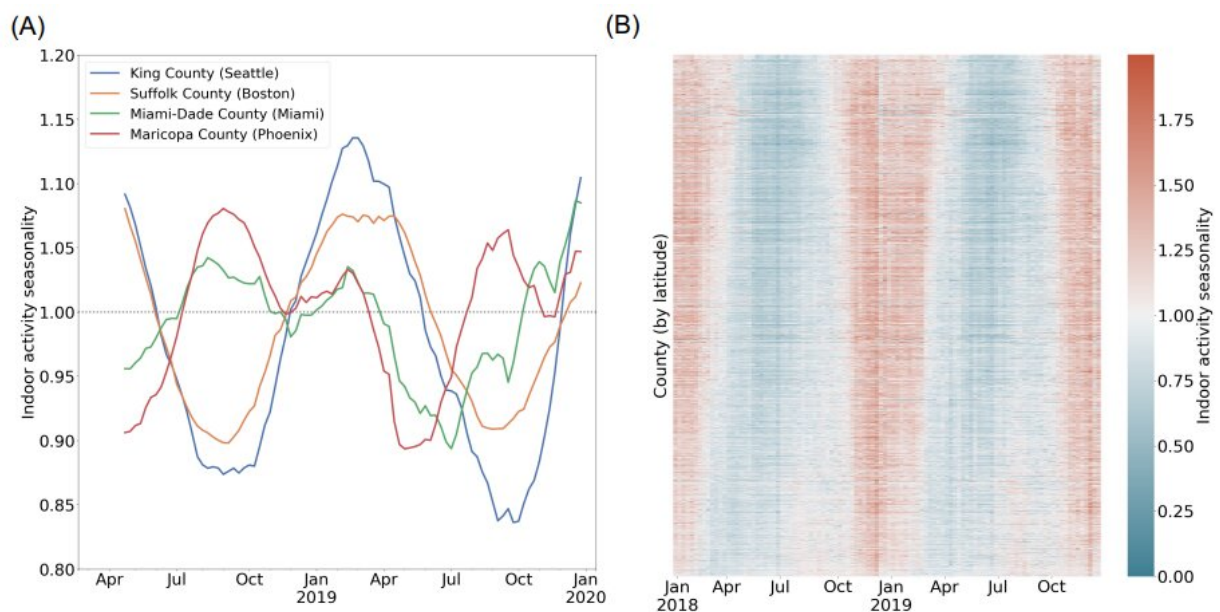 (A)
(B)
1.20
1.15
1.10
1.05
1.00
0.95
0.90
0.85
0.80
Indoor activity seasonality
King County (Seattle)
Suffolk County (Boston)
Miami-Dade County (Miami)
Maricopa County (Phoenix)
Apr Jul Oct Jan Apr Jul Oct Jan
2019 2020
County (by latitude)
Jan Apr Jul Oct Jan Apr Jul Oct
2018 2019
1.75
1.50
1.25
1.00
0.75
0.50
0.25
0.00
Indoor activity seasonality